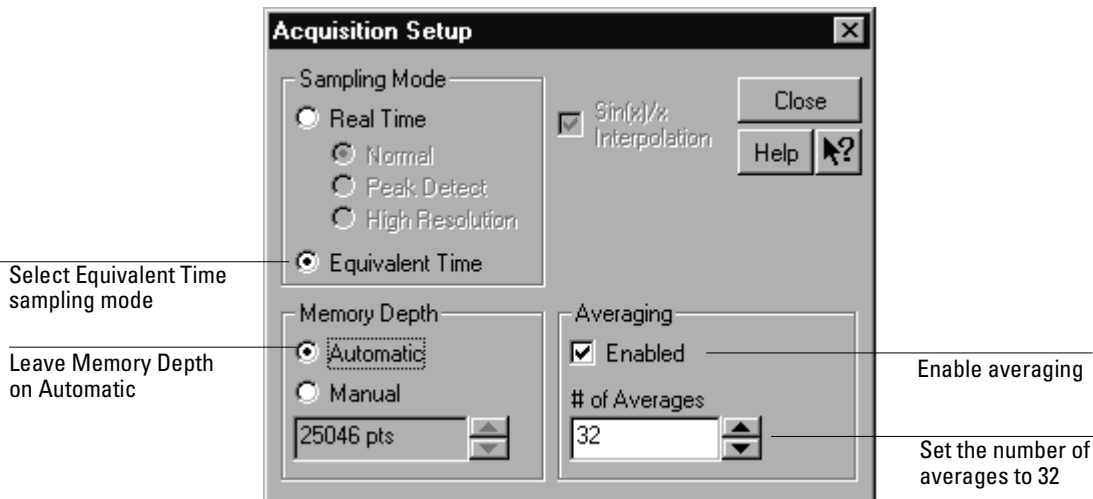 Acquisition Setup
Sampling Mode
Real Time
Normal
Peak Detect
High Resolution
Equivalent Time
Sin(x)/x
Interpolation
Close
Help
?
Select Equivalent Time
sampling mode
Memory Depth
Automatic
Manual
25046 pts
Leave Memory Depth
on Automatic
Averaging
Enabled
# of Averages
32
Enable averaging
Set the number of
averages to 32